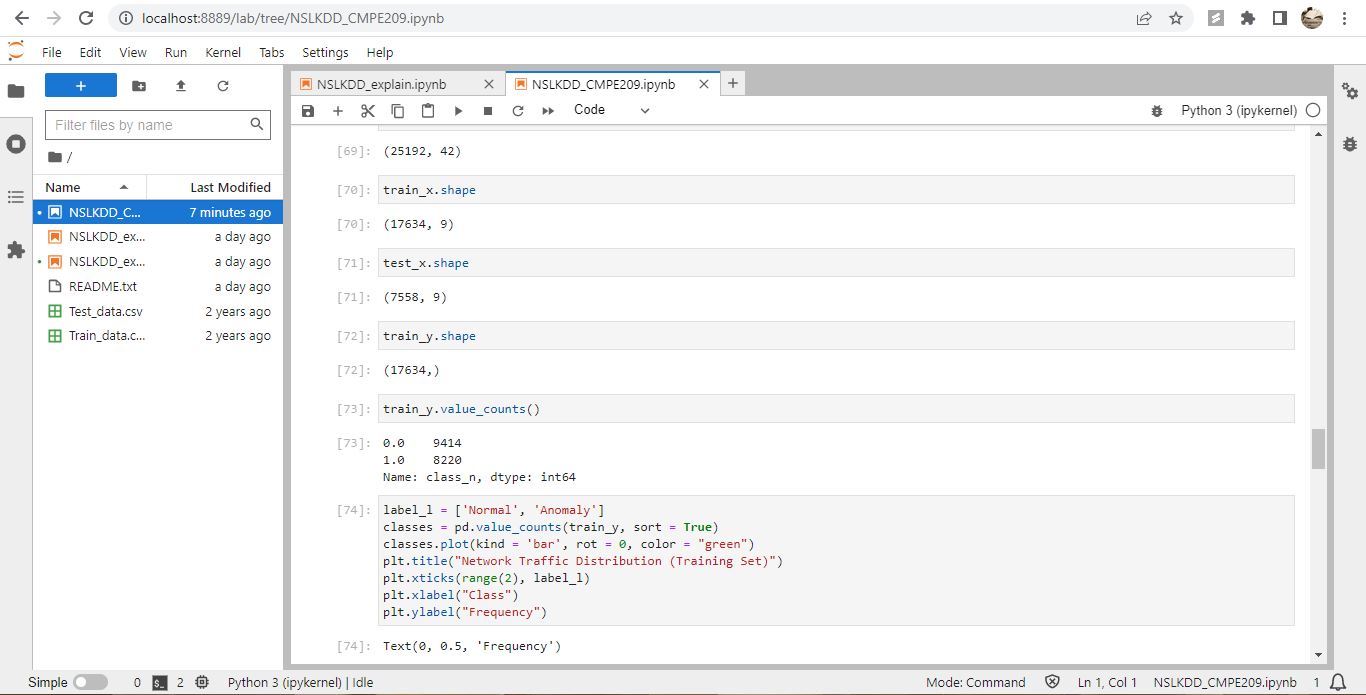 localhost:8889/lab/tree/NSLKDD_CMPE209.ipynb
File Edit View Run Kernel Tabs Settings Help
+
Filter files by name
/
Name Last Modified
NSLKDD_C... 7 minutes ago
NSLKDD_ex... a day ago
NSLKDD_ex... a day ago
README.txt a day ago
Test_data.csv 2 years ago
Train_data.c... 2 years ago
NSLKDD_explain.ipynb NSLKDD_CMPE209.ipynb
Code Python 3 (ipykernel)
[69]: (25192, 42)
[70]: train_x.shape
[70]: (17634, 9)
[71]: test_x.shape
[71]: (7558, 9)
[72]: train_y.shape
[72]: (17634,)
[73]: train_y.value_counts()
[73]: 0.0    9414
1.0    8220
Name: class_n, dtype: int64
[74]: label_l = ['Normal', 'Anomaly']
classes = pd.value_counts(train_y, sort = True)
classes.plot(kind = 'bar', rot = 0, color = "green")
plt.title("Network Traffic Distribution (Training Set)")
plt.xticks(range(2), label_l)
plt.xlabel("Class")
plt.ylabel("Frequency")
[74]: Text(0, 0.5, 'Frequency')
Simple 0 $_ 2 Python 3 (ipykernel) | Idle Mode: Command Ln 1, Col 1 NSLKDD_CMPE209.ipynb 1